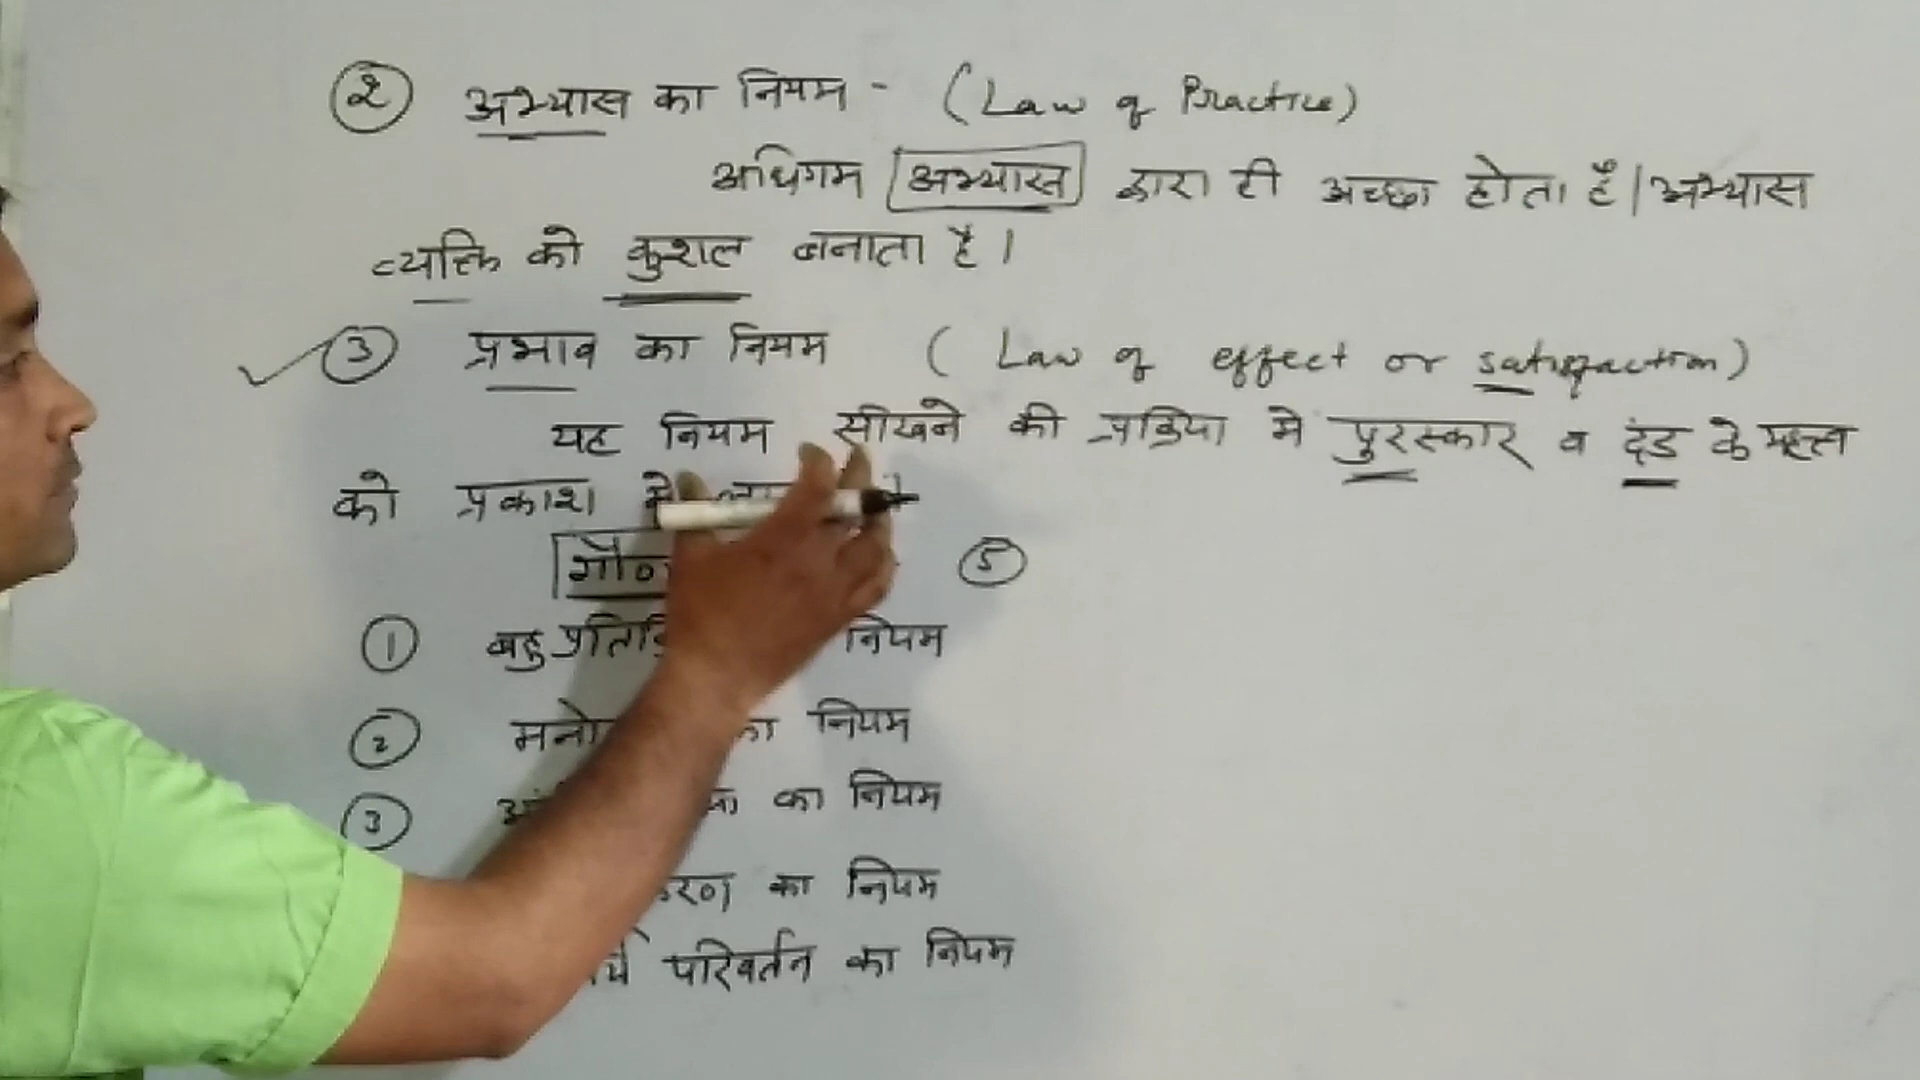 ② अभ्यास का नियम - (Law of Practice)
अधिगम अभ्यास द्वारा ही अच्छा होता है | अभ्यास
व्यक्ति को कुशल बनाता है।
③ प्रभाव का नियम ( Law of effect or satisfaction)
यह नियम सीखने की प्रक्रिया मे पुरस्कार व दंड के महत्व
को प्रकाश मे
⑤
① बहु प्रतिक्रि नियम
② मनो का नियम
③ का नियम
का नियम
परिवर्तन का नियम